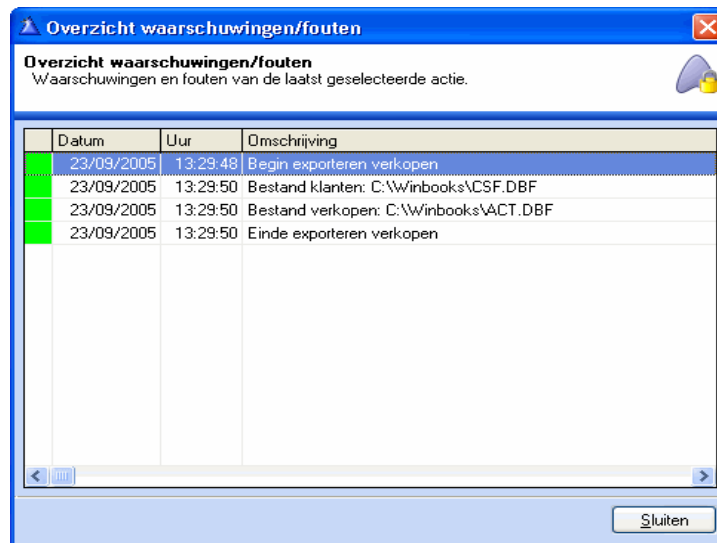 Overzicht waarschuwingen/fouten
Overzicht waarschuwingen/fouten
Waarschuwingen en fouten van de laatst geselecteerde actie.
Datum Uur Omschrijving
23/09/2005 13:29:48 Begin exporteren verkopen
23/09/2005 13:29:50 Bestand klanten: C:\Winbooks\CSF.DBF
23/09/2005 13:29:50 Bestand verkopen: C:\Winbooks\ACT.DBF
23/09/2005 13:29:50 Einde exporteren verkopen
Sluiten